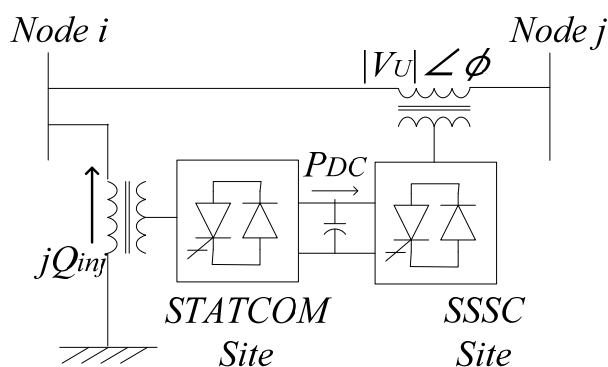 Node i
Node j
|VU|∠ϕ
PDC
jQinj
STATCOM
Site
SSSC
Site